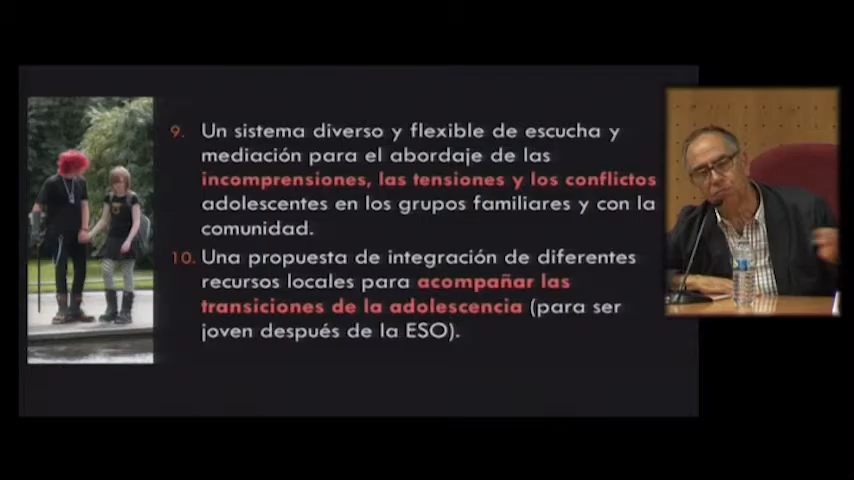 9. Un sistema diverso y flexible de escucha y
mediación para el abordaje de las
incomprensiones, las tensiones y los conflictos
adolescentes en los grupos familiares y con la
comunidad.
10. Una propuesta de integración de diferentes
recursos locales para acompañar las
transiciones de la adolescencia (para ser
joven después de la ESO).